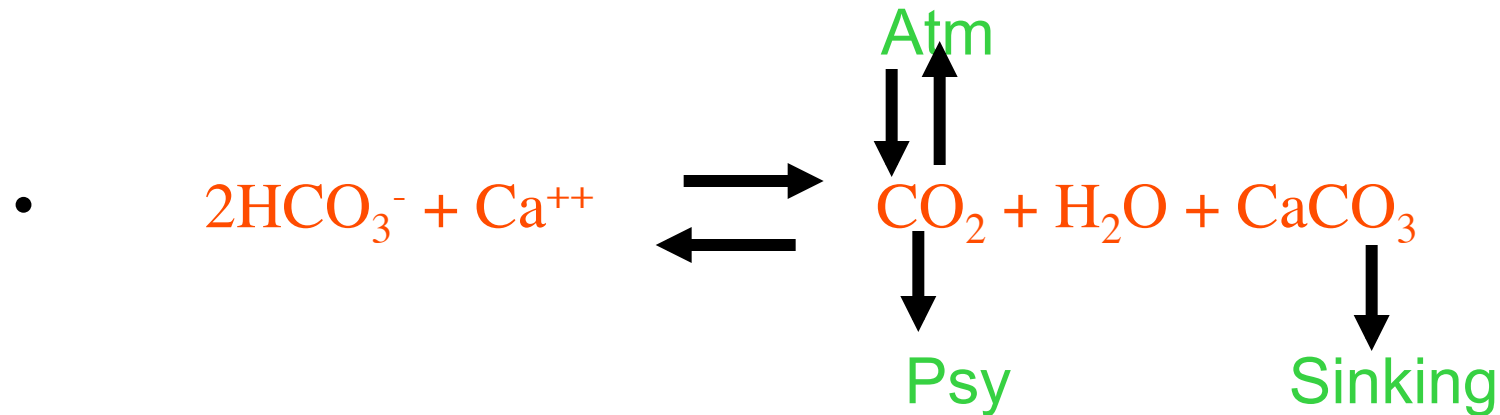 Atm
• 2HCO₃⁻ + Ca⁺⁺ CO₂ + H₂O + CaCO₃
Psy Sinking